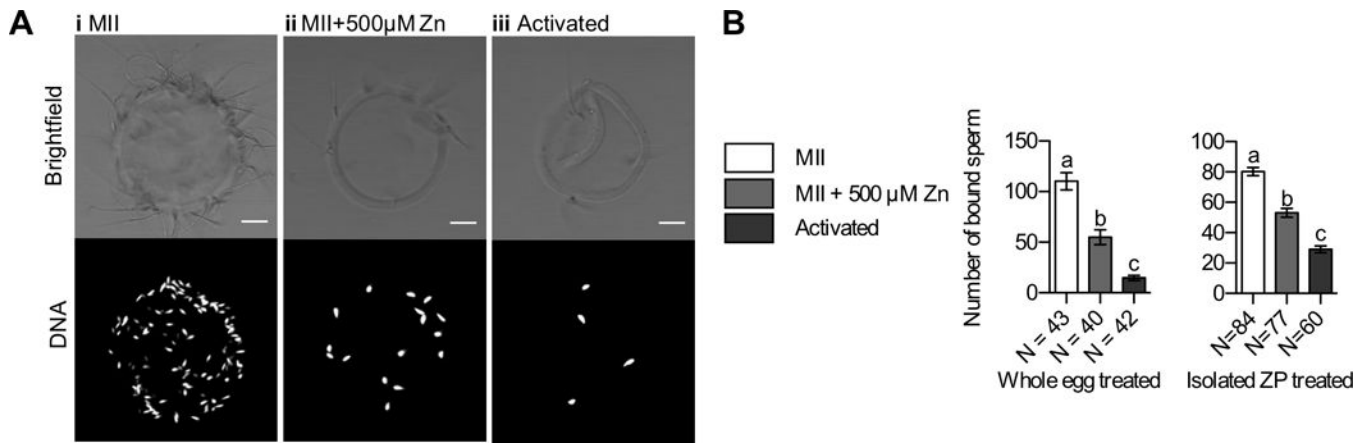 A
i MII
ii MII+500µM Zn
iii Activated
Brightfield
DNA
B
MII
MII + 500 µM Zn
Activated
Number of bound sperm
150
100
50
0
a
b
c
N = 43
N = 40
N = 42
Whole egg treated
100
80
60
40
20
0
a
b
c
N=84
N=77
N=60
Isolated ZP treated